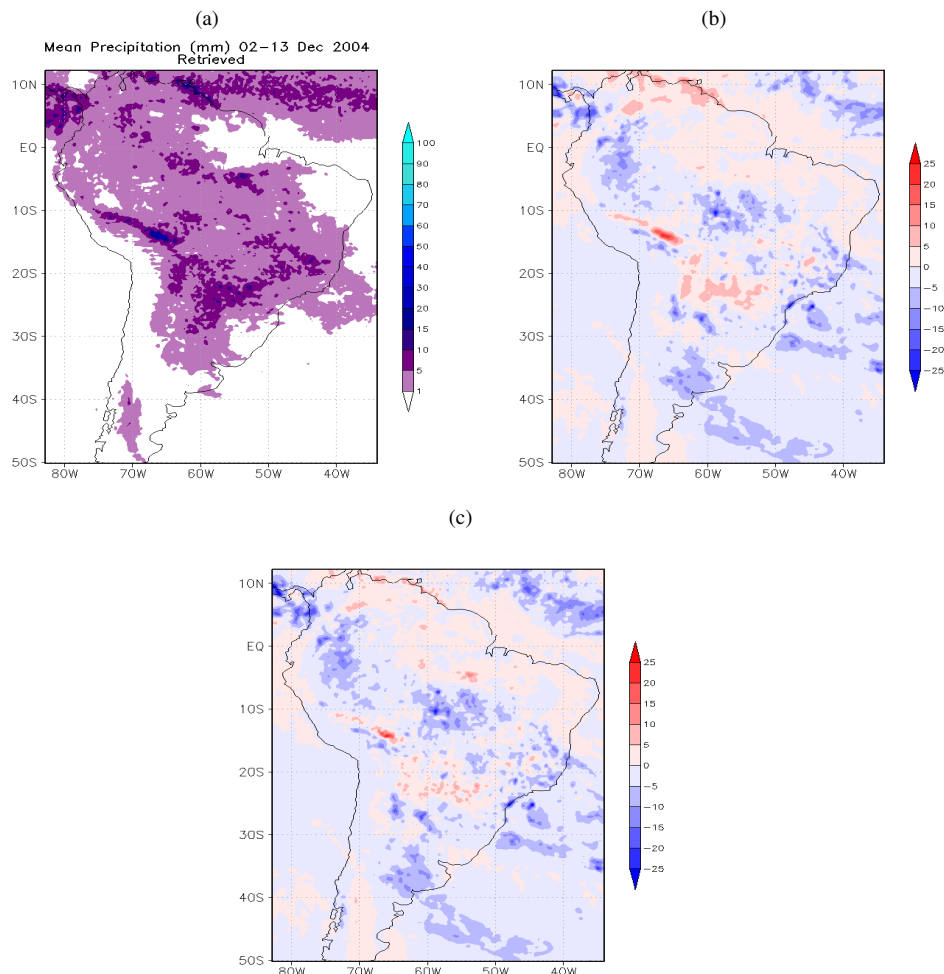 (a)
Mean Precipitation (mm) 02−13 Dec 2004
Retrieved
10N
EQ
10S
20S
30S
40S
50S
80W 70W 60W 50W 40W
100
90
80
70
60
50
40
30
20
15
10
5
1
(b)
10N
EQ
10S
20S
30S
40S
50S
80W 70W 60W 50W 40W
25
20
15
10
5
0
−5
−10
−15
−20
−25
(c)
10N
EQ
10S
20S
30S
40S
50S
80W 70W 60W 50W 40W
25
20
15
10
5
0
−5
−10
−15
−20
−25